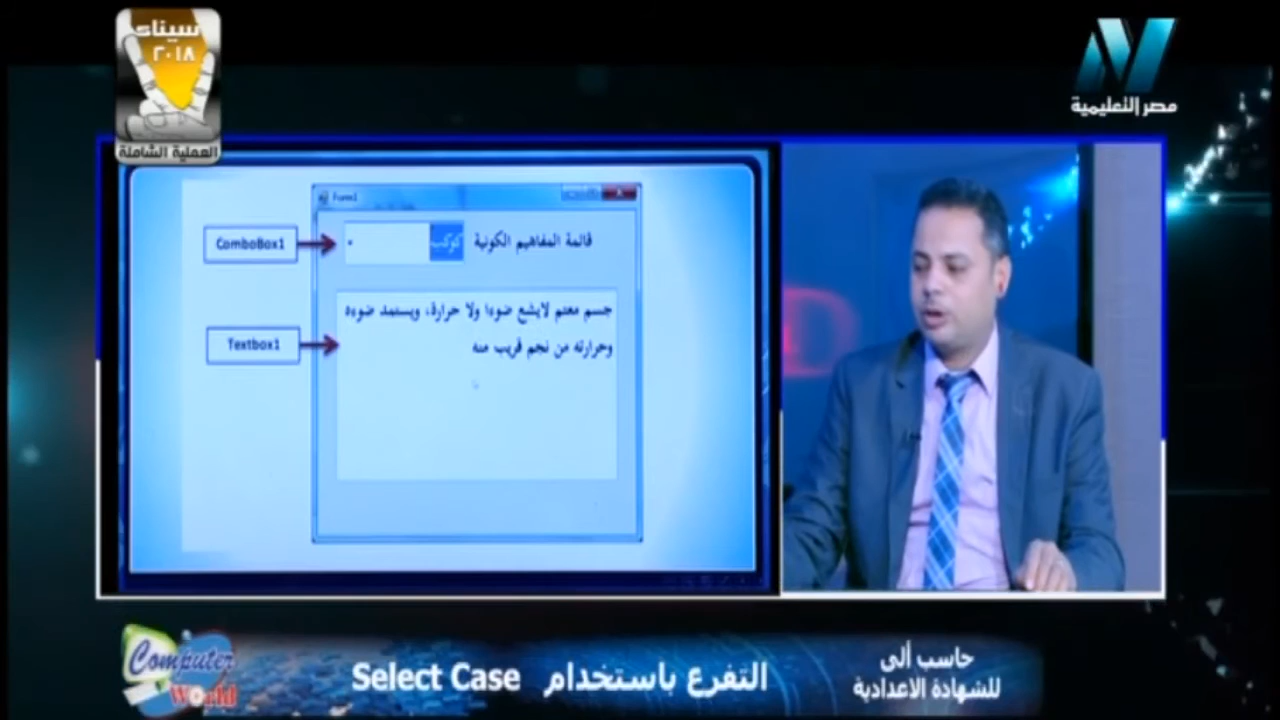 سيناء
٢٠١٨
العملية الشاملة
مصر التعليمية
Form1
ComboBox1
قائمة المفاهيم الكونية
كوكب
Textbox1
جسم معتم لايشع ضوءا ولا حرارة، ويستمد ضوءه
وحرارته من نجم قريب منه
Computer
World
التفرع باستخدام Select Case
حاسب ألى
للشهادة الاعدادية